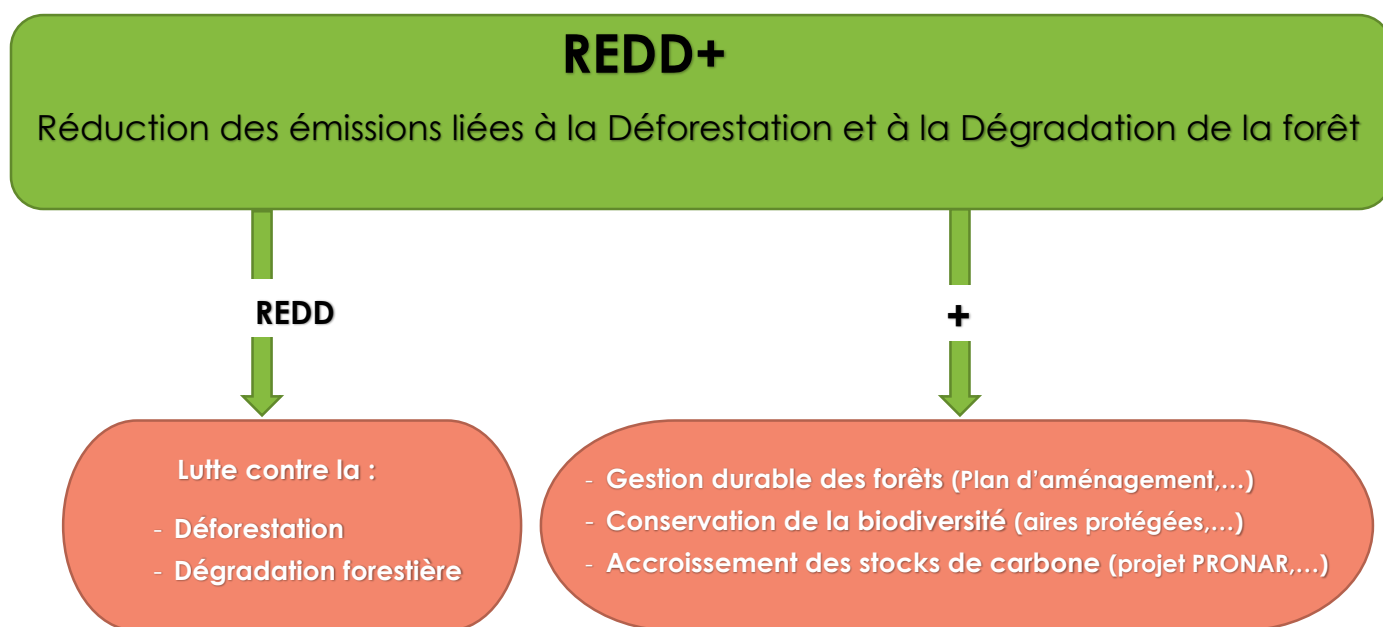 REDD+
Réduction des émissions liées à la Déforestation et à la Dégradation de la forêt
REDD
+
Lutte contre la :
- Déforestation
- Dégradation forestière
- Gestion durable des forêts (Plan d’aménagement,…)
- Conservation de la biodiversité (aires protégées,…)
- Accroissement des stocks de carbone (projet PRONAR,…)